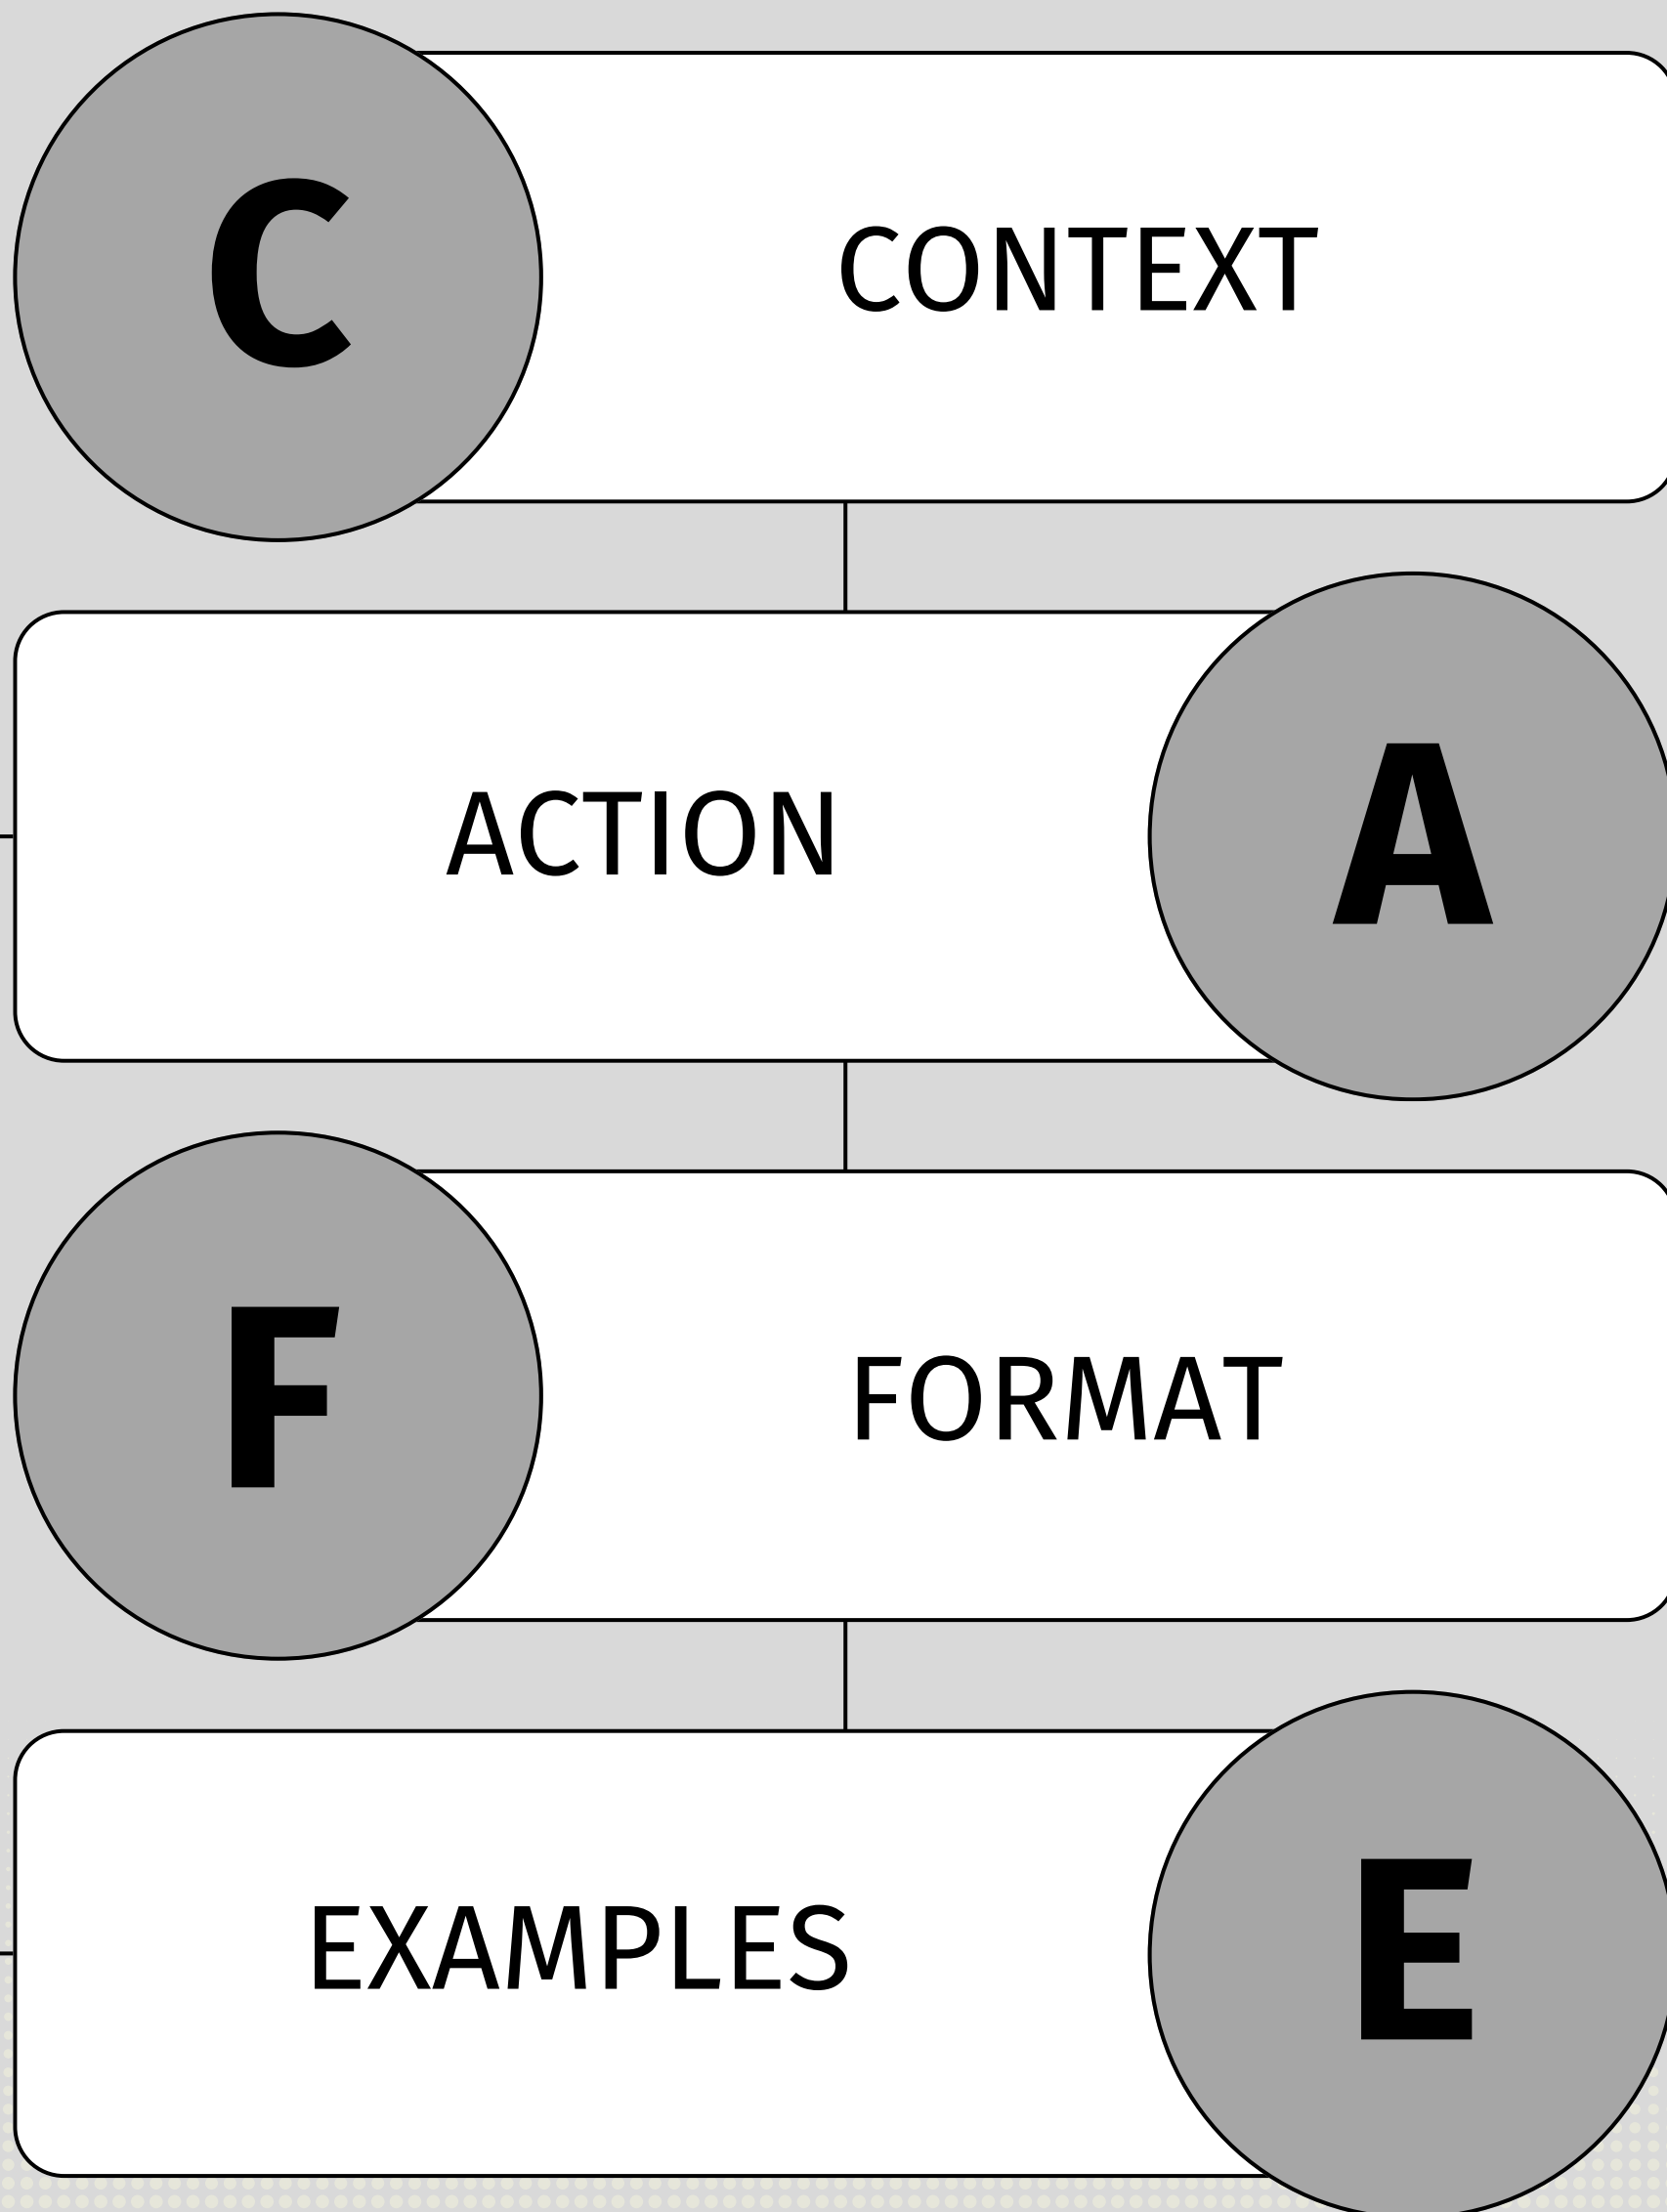 C
CONTEXT
ACTION
A
F
FORMAT
EXAMPLES
E